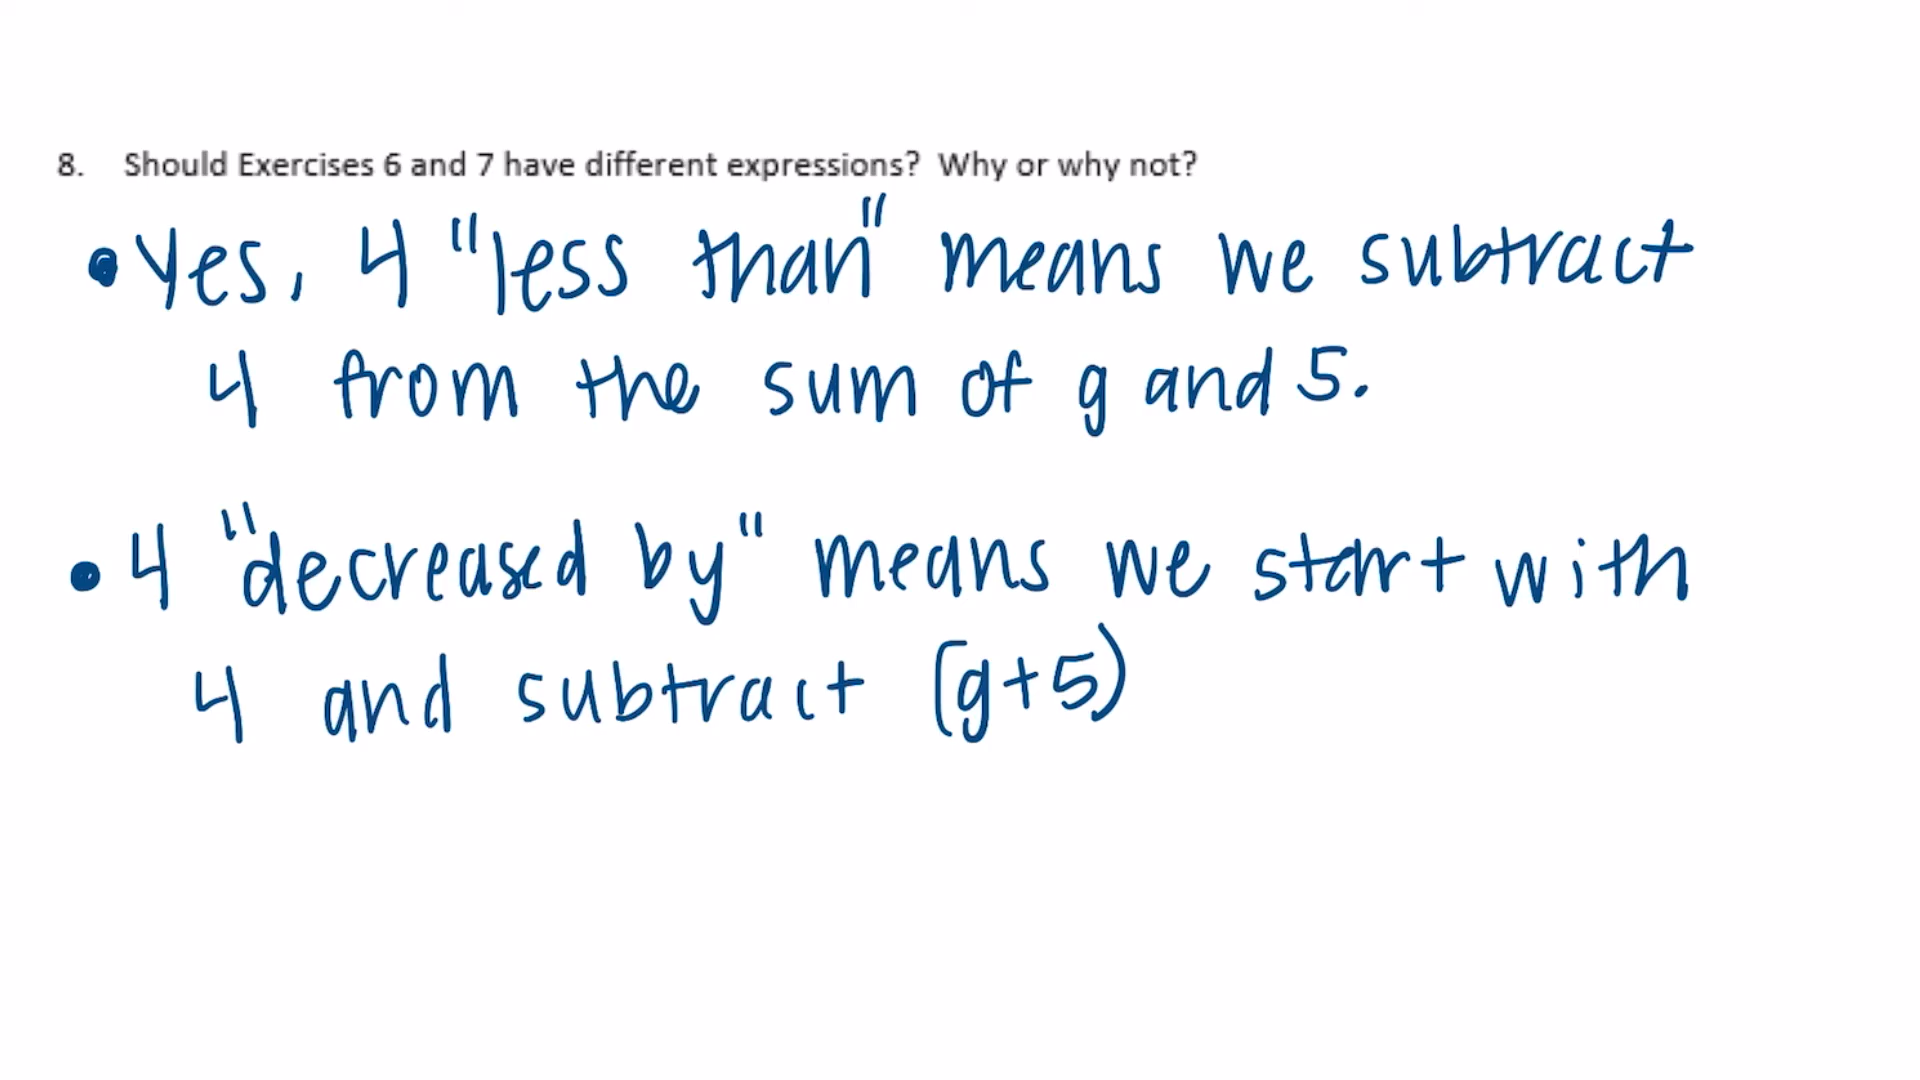 8. Should Exercises 6 and 7 have different expressions? Why or why not?
• Yes, 4 "less than" means we subtract
4 from the sum of g and 5.
• 4 "decreased by" means we start with
4 and subtract (g+5)